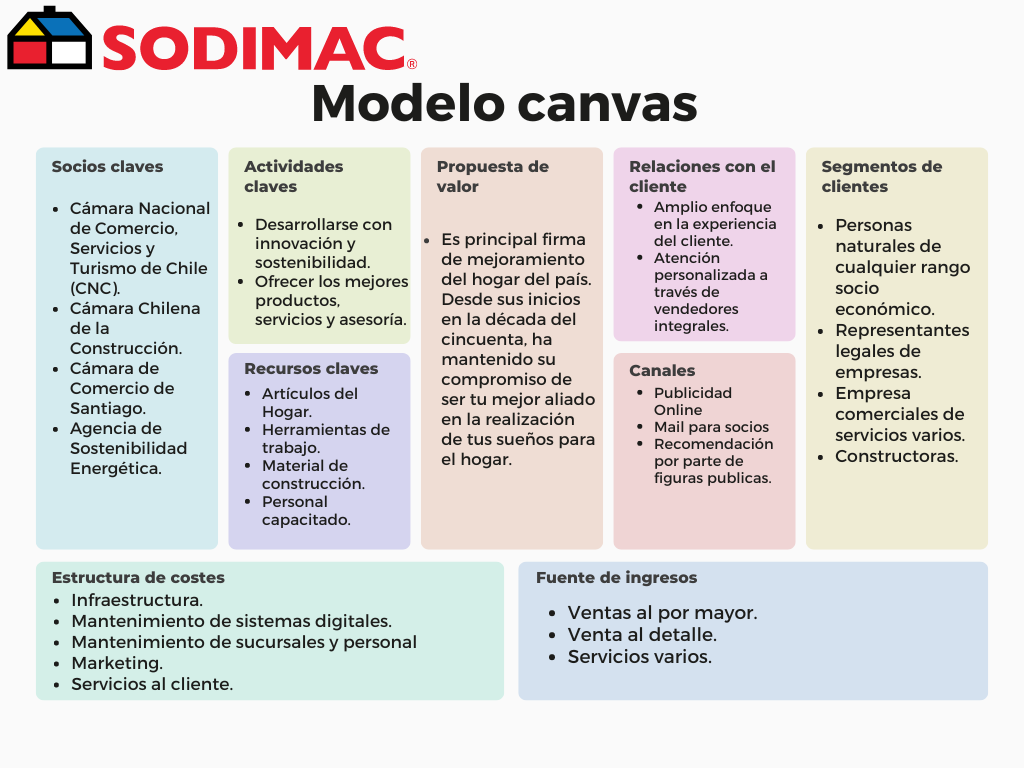 SODIMAC®
Modelo canvas
Socios claves
• Cámara Nacional
de Comercio,
Servicios y
Turismo de Chile
(CNC).
• Cámara Chilena
de la
Construcción.
• Cámara de
Comercio de
Santiago.
• Agencia de
Sostenibilidad
Energética.
Actividades
claves
• Desarrollarse con
innovación y
sostenibilidad.
• Ofrecer los mejores
productos,
servicios y asesoría.
Recursos claves
• Artículos del
Hogar.
• Herramientas de
trabajo.
• Material de
construcción.
• Personal
capacitado.
Propuesta de
valor
• Es principal firma
de mejoramiento
del hogar del país.
Desde sus inicios
en la década del
cincuenta, ha
mantenido su
compromiso de
ser tu mejor aliado
en la realización
de tus sueños para
el hogar.
Relaciones con el
cliente
• Amplio enfoque
en la experiencia
del cliente.
• Atención
personalizada a
través de
vendedores
integrales.
Canales
• Publicidad
Online
• Mail para socios
• Recomendación
por parte de
figuras publicas.
Segmentos de
clientes
• Personas
naturales de
cualquier rango
socio
económico.
• Representantes
legales de
empresas.
• Empresa
comerciales de
servicios varios.
• Constructoras.
Estructura de costes
• Infraestructura.
• Mantenimiento de sistemas digitales.
• Mantenimiento de sucursales y personal
• Marketing.
• Servicios al cliente.
Fuente de ingresos
• Ventas al por mayor.
• Venta al detalle.
• Servicios varios.